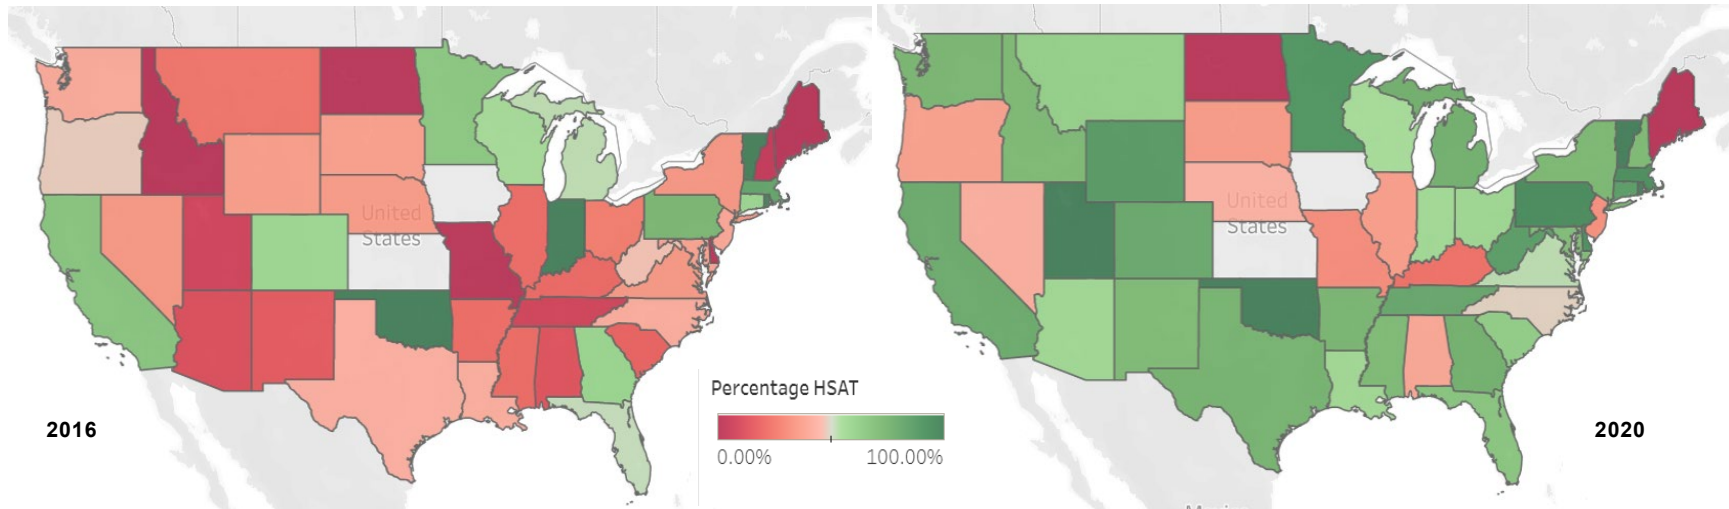 United
States
United
States
Percentage HSAT
0.00%
100.00%
2016
2020